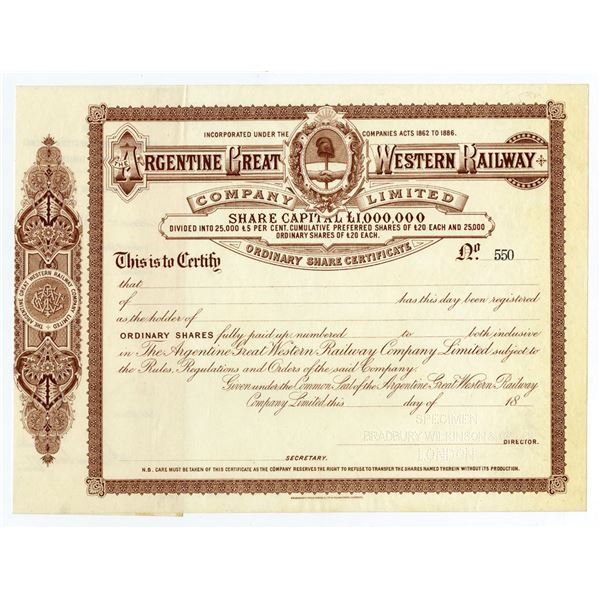 INCORPORATED UNDER THE COMPANIES ACTS 1862 TO 1886.
THE ARGENTINE GREAT WESTERN RAILWAY
COMPANY LIMITED
SHARE CAPITAL £1,000,000
DIVIDED INTO 25,000 £5 PER CENT. CUMULATIVE PREFERRED SHARES OF £20 EACH AND 25,000
ORDINARY SHARES OF £20 EACH.
ORDINARY SHARE CERTIFICATE
This is to Certify No 550
that
of has this day been registered
as the holder of
ORDINARY SHARES fully paid up numbered to both inclusive
in The Argentine Great Western Railway Company Limited subject to
the Rules, Regulations and Orders of the said Company.
Given under the Common Seal of the Argentine Great Western Railway
Company Limited this day of 18
SPECIMEN
BRADBURY WILKINSON &
LONDON
DIRECTOR.
SECRETARY.
N.B. CARE MUST BE TAKEN OF THIS CERTIFICATE AS THE COMPANY RESERVES THE RIGHT TO REFUSE TO TRANSFER THE SHARES NAMED THEREIN WITHOUT ITS PRODUCTION.
THE ARGENTINE GREAT WESTERN RAILWAY COMPANY LIMITED